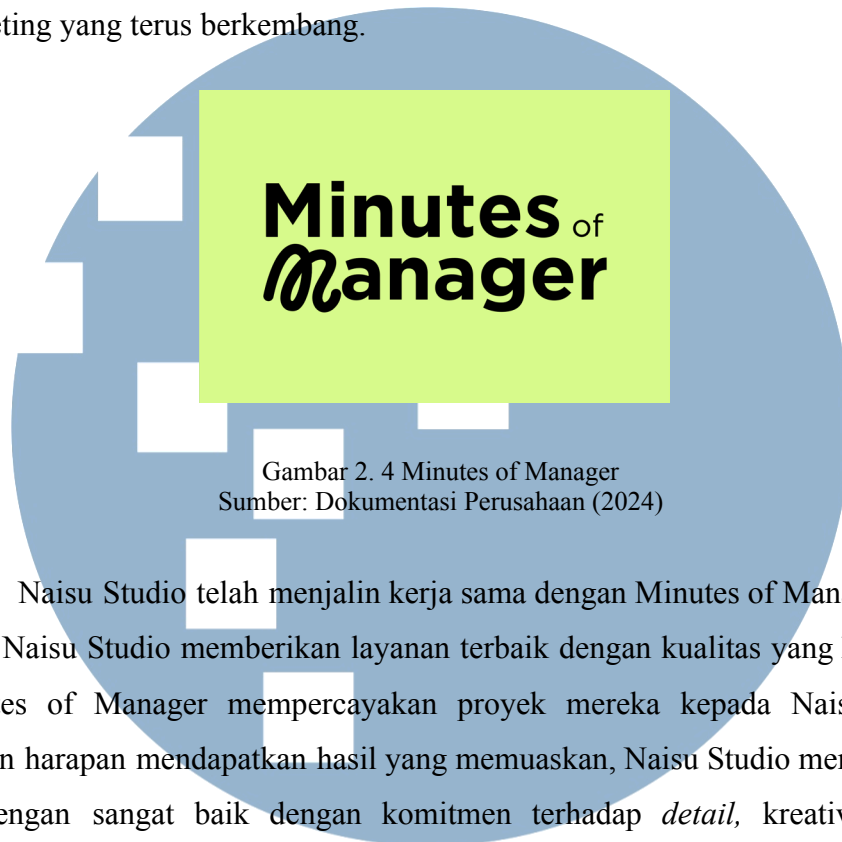 eting yang terus berkembang.
Minutes of
Manager
Gambar 2. 4 Minutes of Manager
Sumber: Dokumentasi Perusahaan (2024)
Naisu Studio telah menjalin kerja sama dengan Minutes of Man
Naisu Studio memberikan layanan terbaik dengan kualitas yang
es of Manager mempercayakan proyek mereka kepada Nais
n harapan mendapatkan hasil yang memuaskan, Naisu Studio me
engan sangat baik dengan komitmen terhadap detail, kreativ